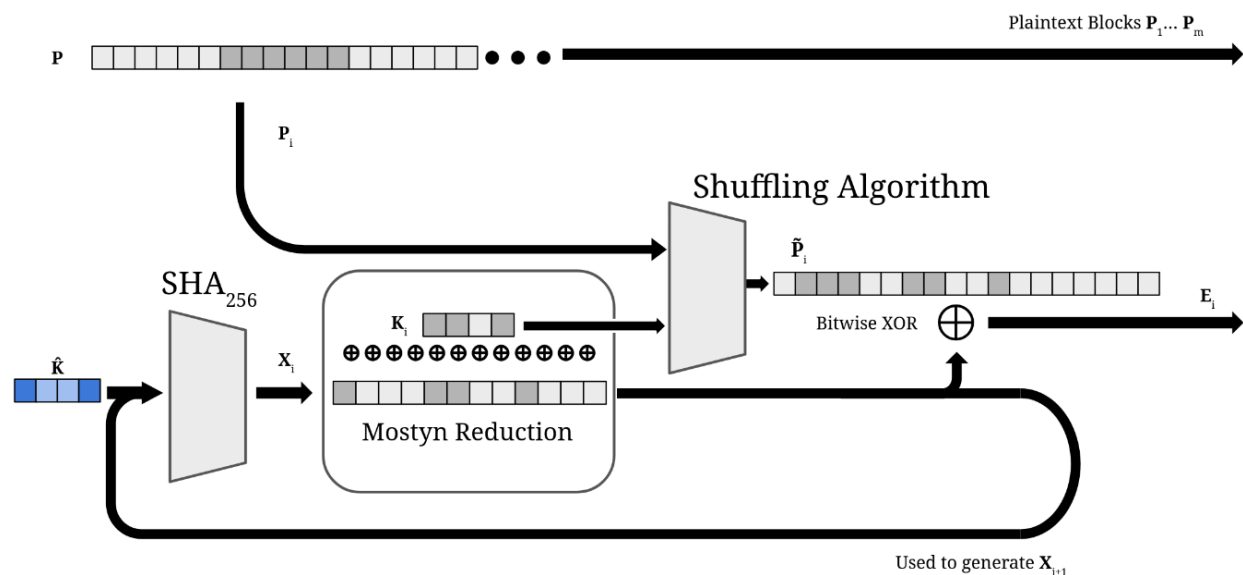 Plaintext Blocks P₁... Pₘ
P
Pᵢ
Shuffling Algorithm
P̃ᵢ
SHA₂₅₆
Eᵢ
Kᵢ
Bitwise XOR
K̂
Xᵢ
Mostyn Reduction
Used to generate Xᵢ₊₁